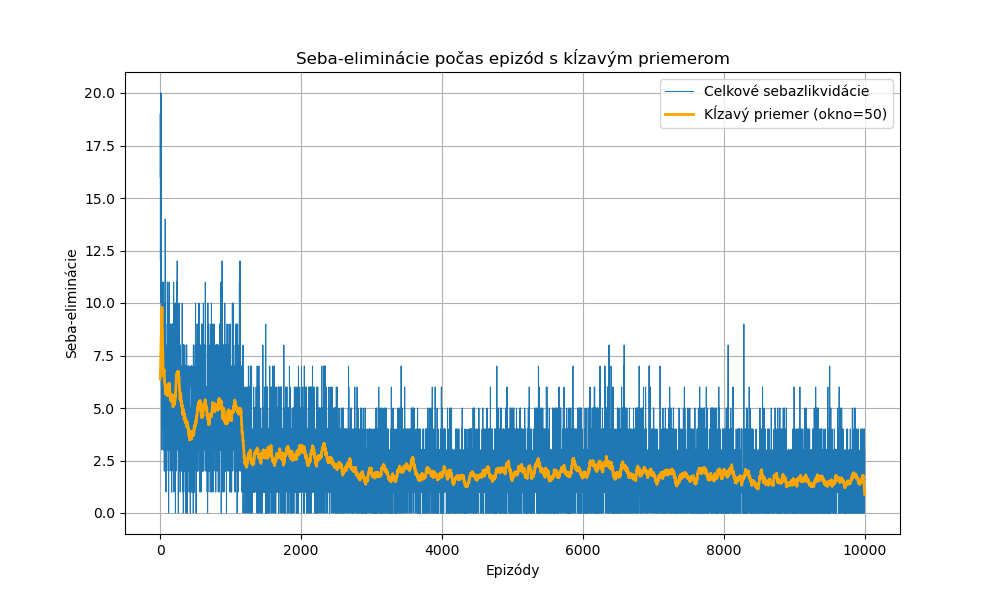 Seba-eliminácie počas epizód s kĺzavým priemerom
Celkové sebazlikvidácie
Kĺzavý priemer (okno=50)
Seba-eliminácie
20.0
17.5
15.0
12.5
10.0
7.5
5.0
2.5
0.0
0 2000 4000 6000 8000 10000
Epizódy